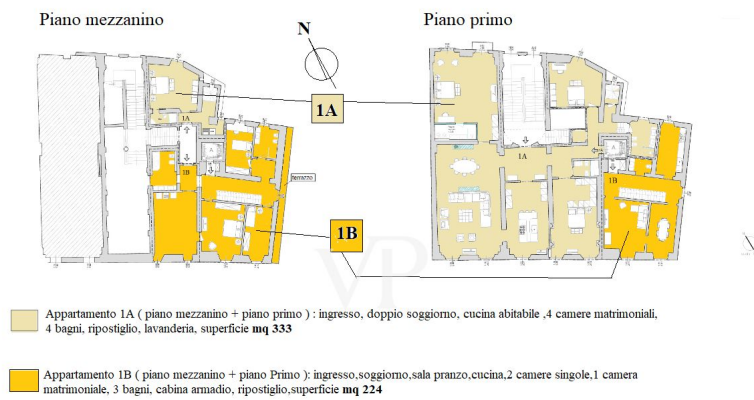 Piano mezzanino
Piano primo
N
1A
1A
1A
1B
terrazzo
1B
1B
VP
Appartamento 1A ( piano mezzanino + piano primo ) : ingresso, doppio soggiorno, cucina abitabile ,4 camere matrimoniali,
4 bagni, ripostiglio, lavanderia, superficie mq 333
Appartamento 1B ( piano mezzanino + piano Primo ): ingresso,soggiorno,sala pranzo,cucina,2 camere singole,1 camera
matrimoniale, 3 bagni, cabina armadio, ripostiglio,superficie mq 224